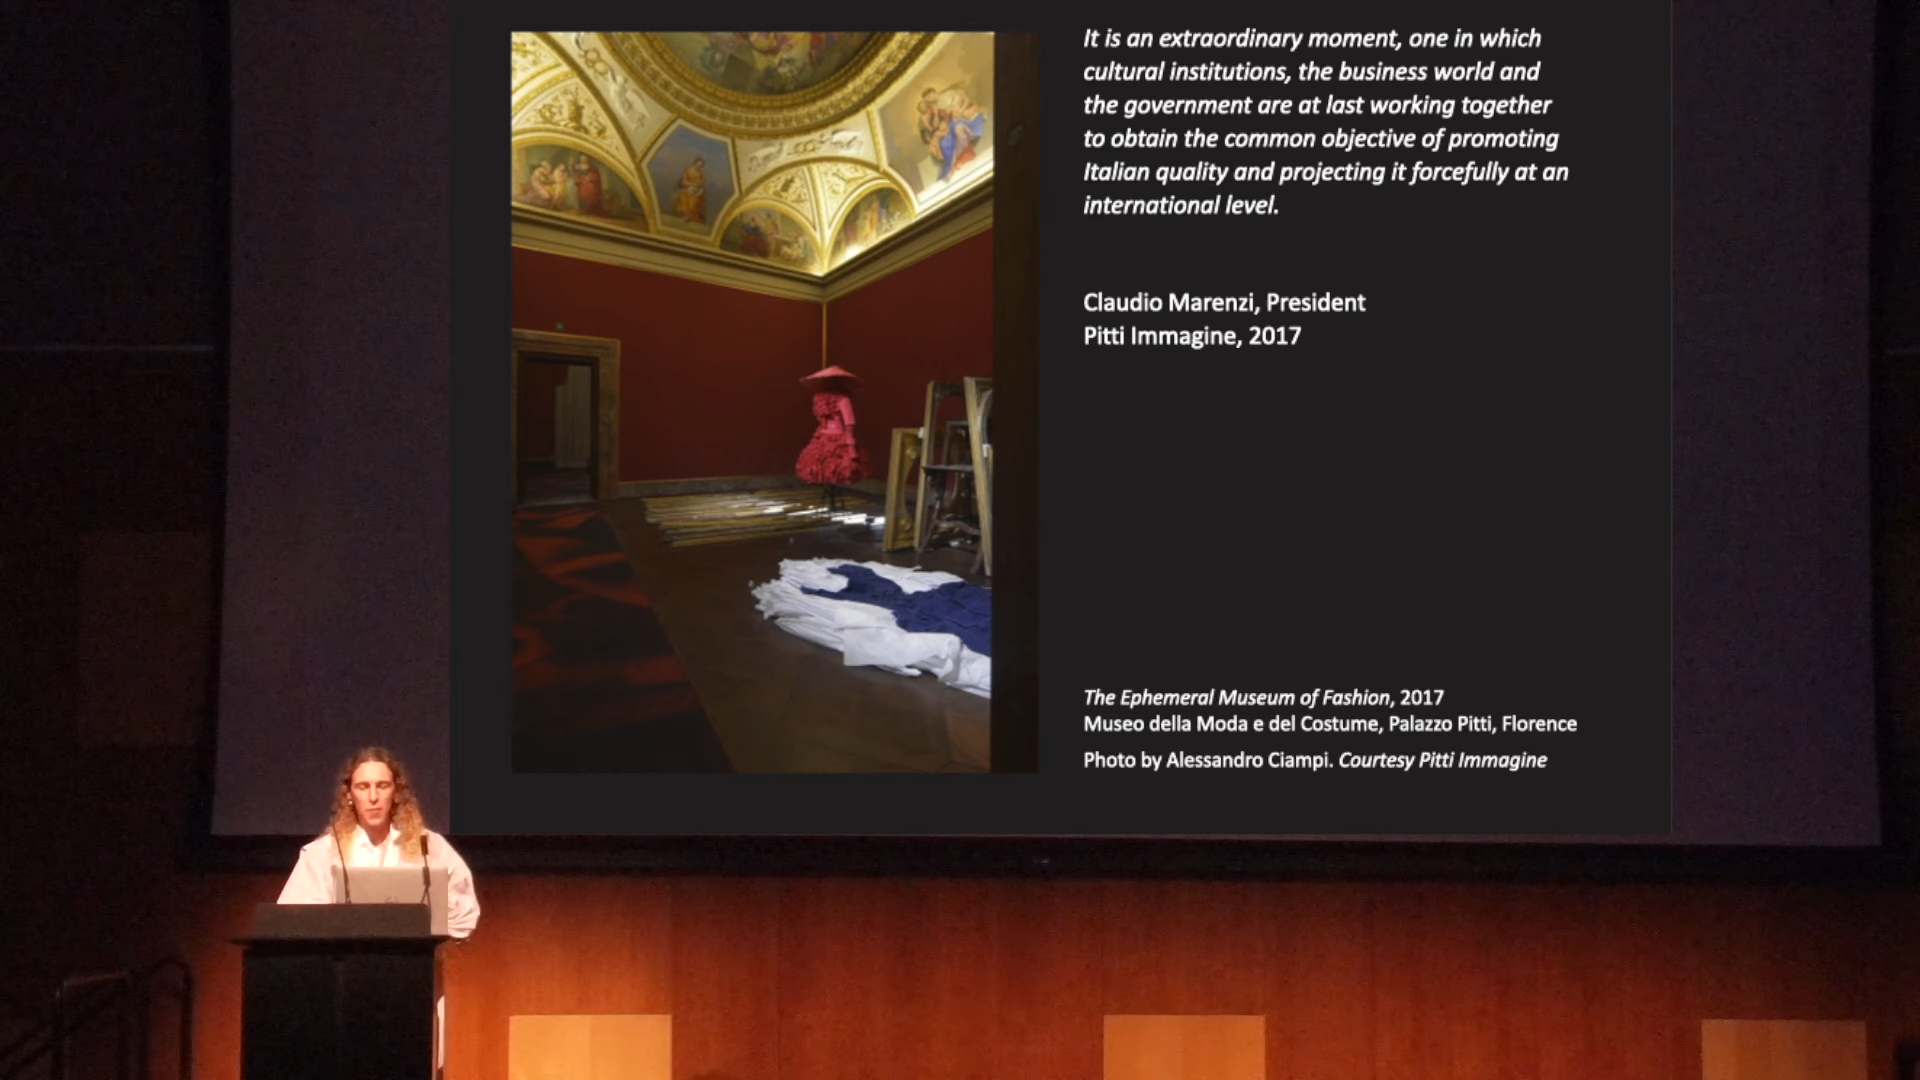 It is an extraordinary moment, one in which
cultural institutions, the business world and
the government are at last working together
to obtain the common objective of promoting
Italian quality and projecting it forcefully at an
international level.
Claudio Marenzi, President
Pitti Immagine, 2017
The Ephemeral Museum of Fashion, 2017
Museo della Moda e del Costume, Palazzo Pitti, Florence
Photo by Alessandro Ciampi. Courtesy Pitti Immagine